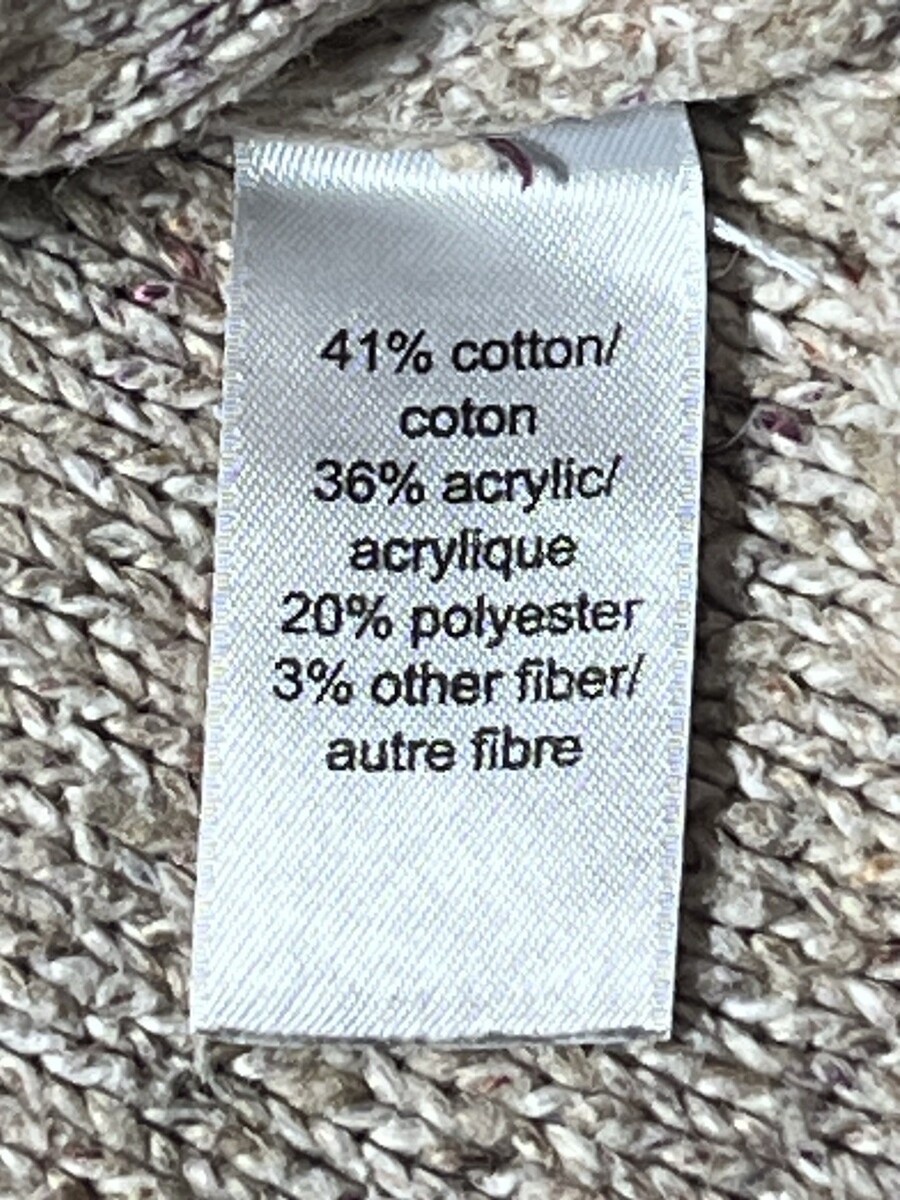 41% cotton/
coton
36% acrylic/
acrylique
20% polyester
3% other fiber/
autre fibre